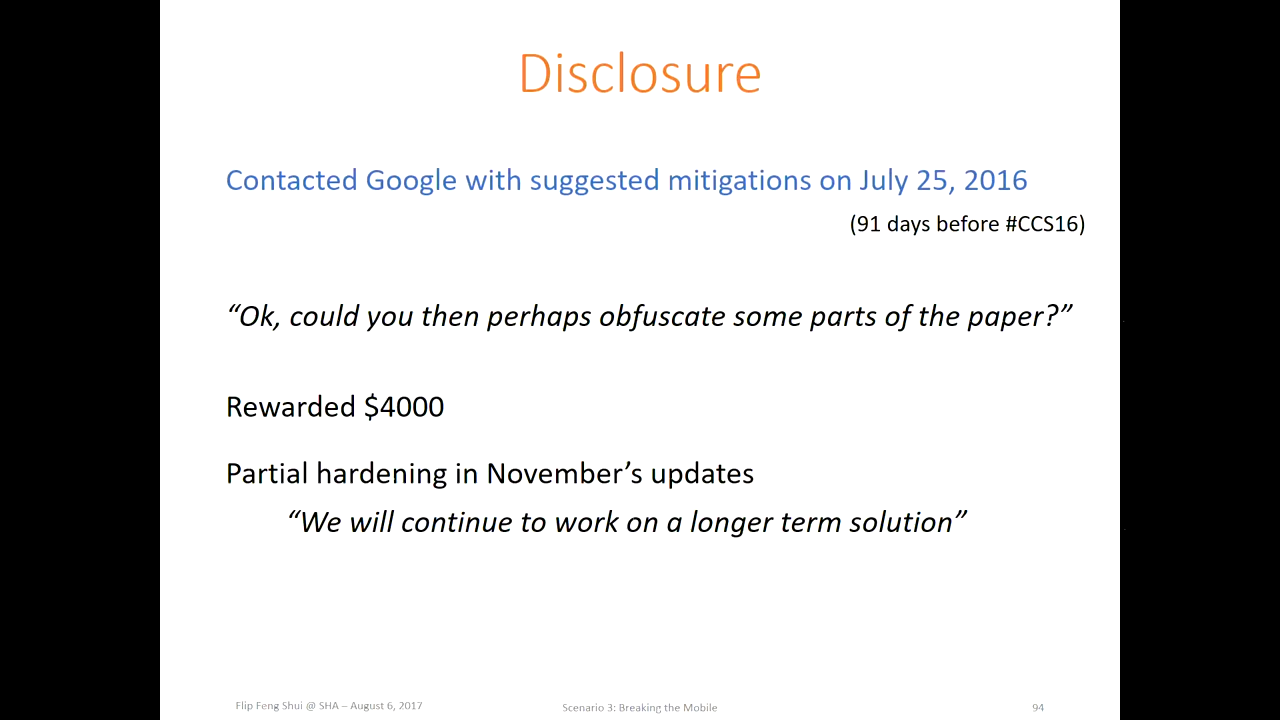 Disclosure
Contacted Google with suggested mitigations on July 25, 2016
(91 days before #CCS16)
“Ok, could you then perhaps obfuscate some parts of the paper?”
Rewarded $4000
Partial hardening in November’s updates
“We will continue to work on a longer term solution”
Flip Feng Shui @ SHA – August 6, 2017
Scenario 3: Breaking the Mobile
94